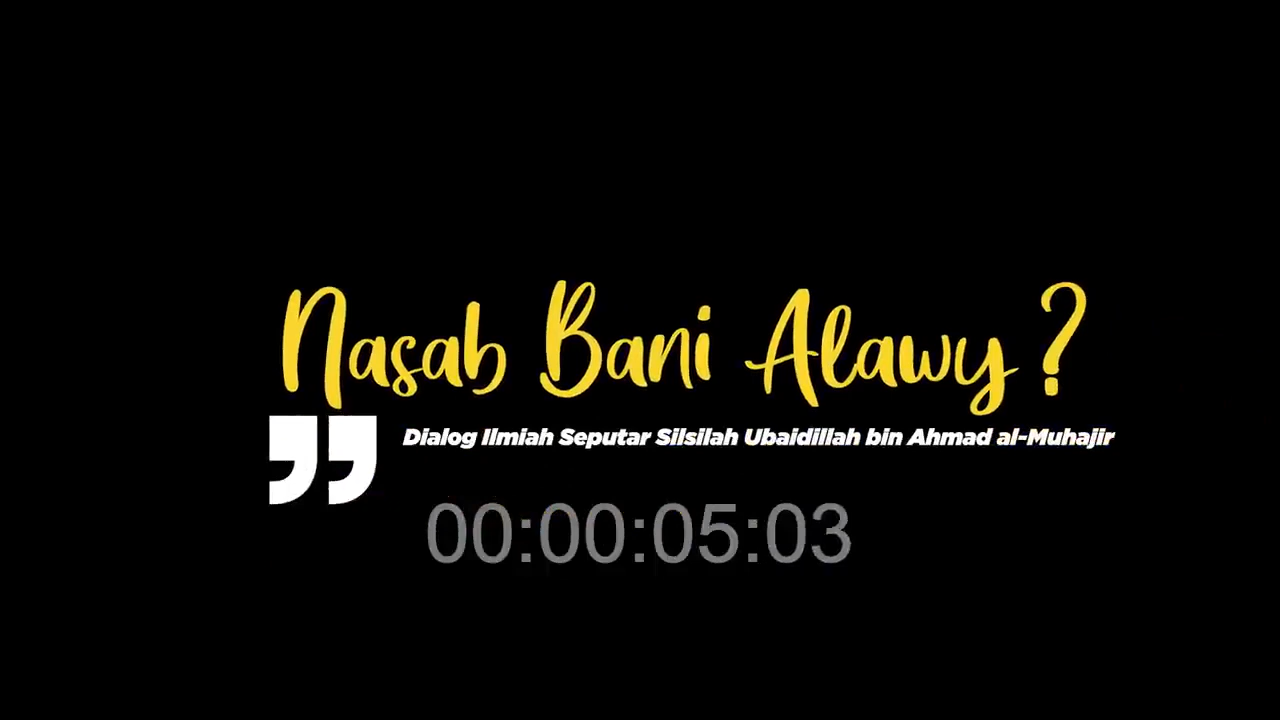 Nasab Bani Alawy?
" Dialog Ilmiah Seputar Silsilah Ubaidillah bin Ahmad al-Muhajir
00:00:05:03